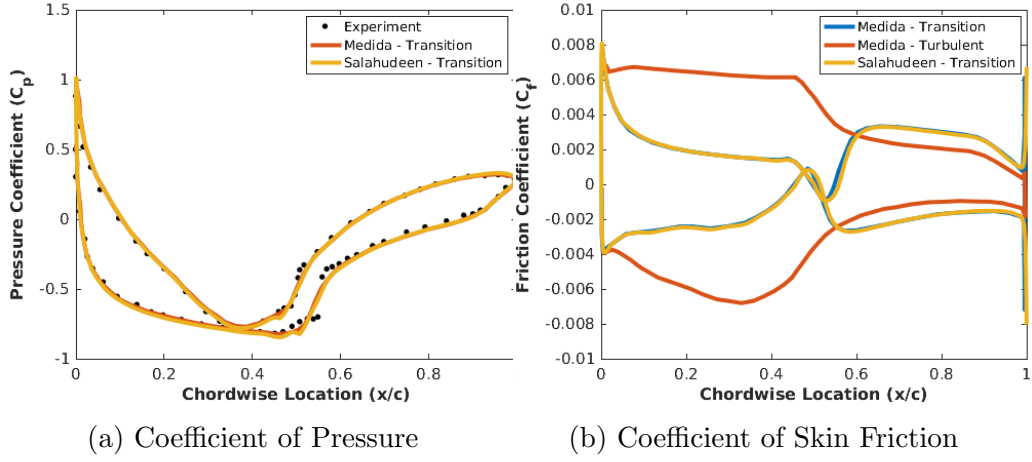 1.5
1
0.5
0
-0.5
-1
Pressure Coefficient (C_p)
0
0.2
0.4
0.6
0.8
Chordwise Location (x/c)
Experiment
Medida - Transition
Salahudeen - Transition
(a) Coefficient of Pressure
0.01
0.008
0.006
0.004
0.002
0
-0.002
-0.004
-0.006
-0.008
-0.01
Friction Coefficient (C_f)
0
0.2
0.4
0.6
0.8
1
Chordwise Location (x/c)
Medida - Transition
Medida - Turbulent
Salahudeen - Transition
(b) Coefficient of Skin Friction